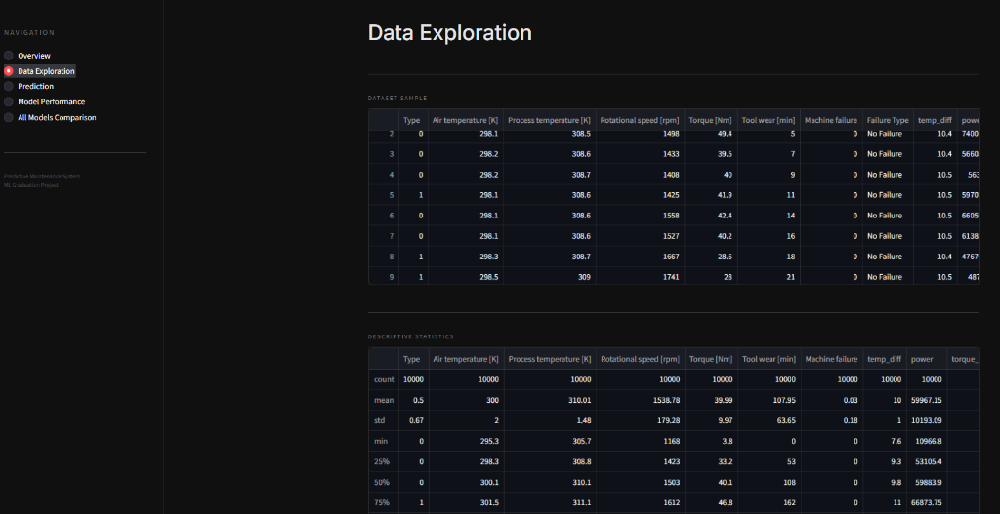 NAVIGATION
Overview
Data Exploration
Prediction
Model Performance
All Models Comparison
Predictive Maintenance System
ML Graduation Project
Data Exploration
DATASET SAMPLE
Type Air temperature [K] Process temperature [K] Rotational speed [rpm] Torque [Nm] Tool wear [min] Machine failure Failure Type temp_diff powe
2 0 298.1 308.5 1498 49.4 5 0 No Failure 10.4 7400
3 0 298.2 308.6 1433 39.5 7 0 No Failure 10.4 5660
4 0 298.2 308.7 1408 40 9 0 No Failure 10.5 563
5 1 298.1 308.6 1425 41.9 11 0 No Failure 10.5 5970
6 0 298.1 308.6 1558 42.4 14 0 No Failure 10.5 6605
7 0 298.1 308.6 1527 40.2 16 0 No Failure 10.5 6138
8 1 298.3 308.7 1667 28.6 18 0 No Failure 10.4 4767
9 1 298.5 309 1741 28 21 0 No Failure 10.5 487
DESCRIPTIVE STATISTICS
Type Air temperature [K] Process temperature [K] Rotational speed [rpm] Torque [Nm] Tool wear [min] Machine failure temp_diff power torque_
count 10000 10000 10000 10000 10000 10000 10000 10000 10000
mean 0.5 300 310.01 1538.78 39.99 107.95 0.03 10 59967.15
std 0.67 2 1.48 179.28 9.97 63.65 0.18 1 10193.09
min 0 295.3 305.7 1168 3.8 0 0 7.6 10966.8
25% 0 298.3 308.8 1423 33.2 53 0 9.3 53105.4
50% 0 300.1 310.1 1503 40.1 108 0 9.8 59883.9
75% 1 301.5 311.1 1612 46.8 162 0 11 66873.75